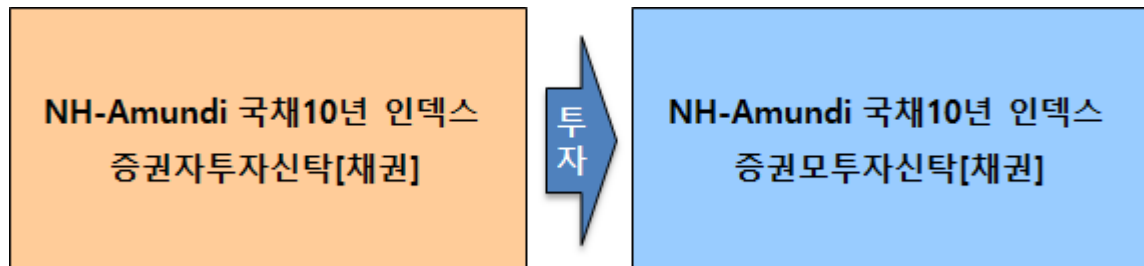 NH-Amundi 국채10년 인덱스
증권자투자신탁[채권]
투
자
NH-Amundi 국채10년 인덱스
증권모투자신탁[채권]